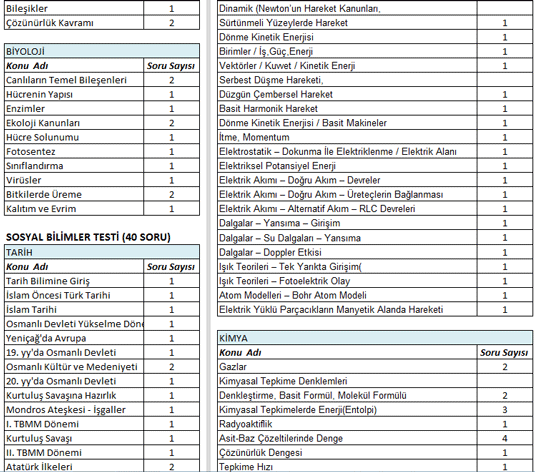 Bileşikler 1
Çözünürlük Kavramı 2
BİYOLOJİ
Konu Adı Soru Sayısı
Canlıların Temel Bileşenleri 2
Hücrenin Yapısı 1
Enzimler 1
Ekoloji Kanunları 2
Hücre Solunumu 1
Fotosentez 1
Sınıflandırma 1
Virüsler 1
Bitkilerde Üreme 2
Kalıtım ve Evrim 1
SOSYAL BİLİMLER TESTİ (40 SORU)
TARİH
Konu Adı Soru Sayısı
Tarih Bilimine Giriş 1
İslam Öncesi Türk Tarihi 1
İslam Tarihi 1
Osmanlı Devleti Yükselme Döne 1
Yeniçağ'da Avrupa 1
19. yy'da Osmanlı Devleti 1
Osmanlı Kültür ve Medeniyeti 2
20. yy'da Osmanlı Devleti 1
Kurtuluş Savaşına Hazırlık 1
Mondros Ateşkesi - İşgaller 1
I. TBMM Dönemi 1
Kurtuluş Savaşı 1
II. TBMM Dönemi 1
Atatürk İlkeleri 2
Dinamik (Newton'un Hareket Kanunları,
Sürtünmeli Yüzeylerde Hareket 1
Dönme Kinetik Enerjisi 1
Birimler / İş,Güç,Enerji 1
Vektörler / Kuvvet / Kinetik Enerji 1
Serbest Düşme Hareketi,
Düzgün Çembersel Hareket 1
Basit Harmonik Hareket 1
Dönme Kinetik Enerjisi / Basit Makineler 1
İtme, Momentum 1
Elektrostatik – Dokunma İle Elektriklenme / Elektrik Alanı 1
Elektriksel Potansiyel Enerji 1
Elektrik Akımı – Doğru Akım – Devreler 1
Elektrik Akımı – Doğru Akım – Üreteçlerin Bağlanması 1
Elektrik Akımı – Alternatif Akım – RLC Devreleri 1
Dalgalar – Yansıma – Girişim 1
Dalgalar – Su Dalgaları – Yansıma 1
Dalgalar – Doppler Etkisi 1
Işık Teorileri – Tek Yarıkta Girişim( 1
Işık Teorileri – Fotoelektrik Olay 1
Atom Modelleri – Bohr Atom Modeli 1
Elektrik Yüklü Parçacıkların Manyetik Alanda Hareketi 1
KİMYA
Konu Adı Soru Sayısı
Gazlar 2
Kimyasal Tepkime Denklemleri
Denkleştirme, Basit Formül, Molekül Formülü 2
Kimyasal Tepkimelerde Enerji(Entolpi) 3
Radyoaktiflik 1
Asit-Baz Çözeltilerinde Denge 4
Çözünürlük Dengesi 1
Tepkime Hızı 1